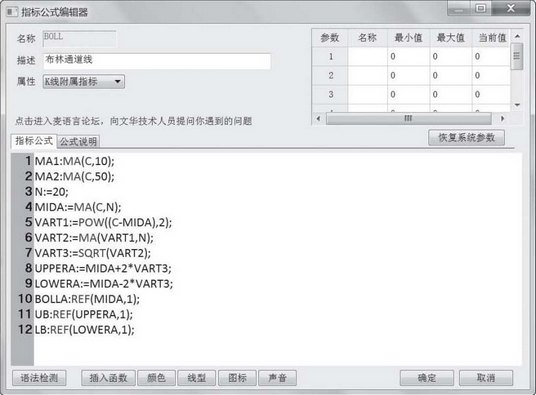 指标公式编辑器
名称 BOLL
描述 布林通道线
属性 K线附属指标
参数 名称 最小值 最大值 当前值
1 0 0 0
2 0 0 0
3 0 0 0
4 0 0 0
点击进入麦语言论坛，向文华技术人员提问你遇到的问题
恢复系统参数
指标公式 公式说明
1 MA1:MA(C,10);
2 MA2:MA(C,50);
3 N:=20;
4 MIDA:=MA(C,N);
5 VART1:=POW((C-MIDA),2);
6 VART2:=MA(VART1,N);
7 VART3:=SQRT(VART2);
8 UPPERA:=MIDA+2*VART3;
9 LOWERA:=MIDA-2*VART3;
10 BOLLA:REF(MIDA,1);
11 UB:REF(UPPERA,1);
12 LB:REF(LOWERA,1);
语法检测 插入函数 颜色 线型 图标 声音 确定 取消